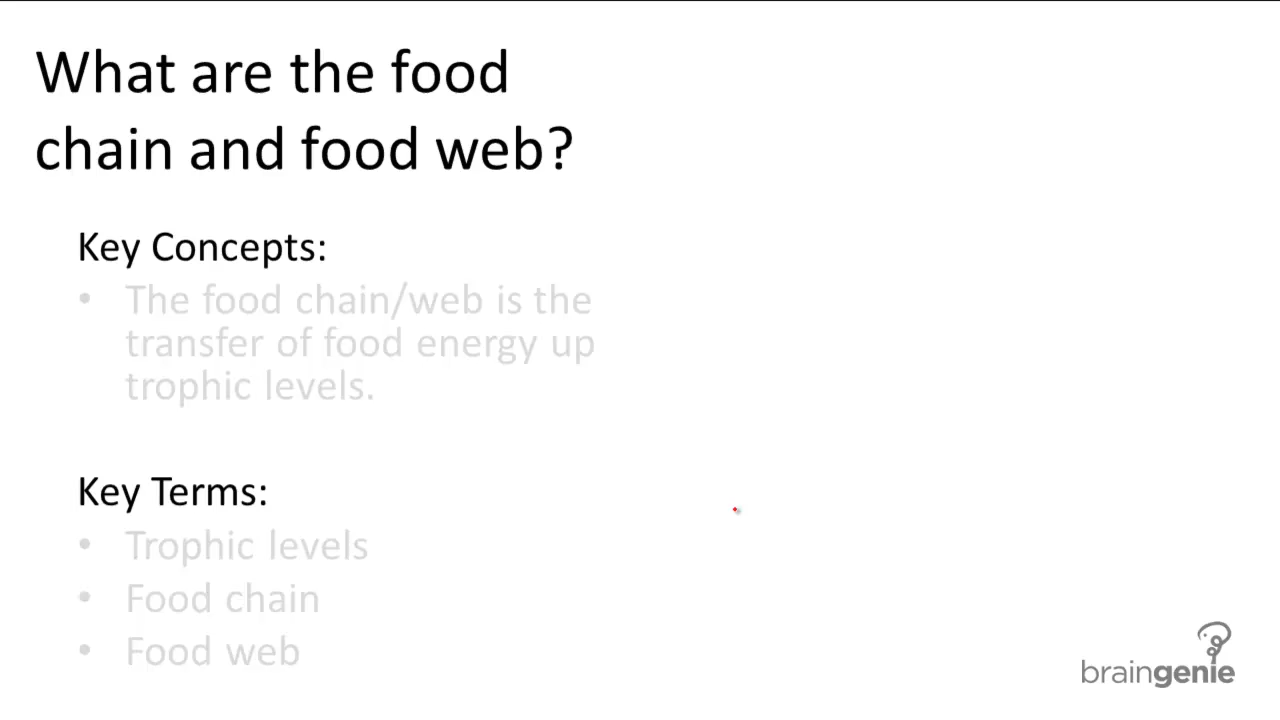 What are the food
chain and food web?
Key Concepts:
• The food chain/web is the
transfer of food energy up
trophic levels.
Key Terms:
• Trophic levels
• Food chain
• Food web
braingenie